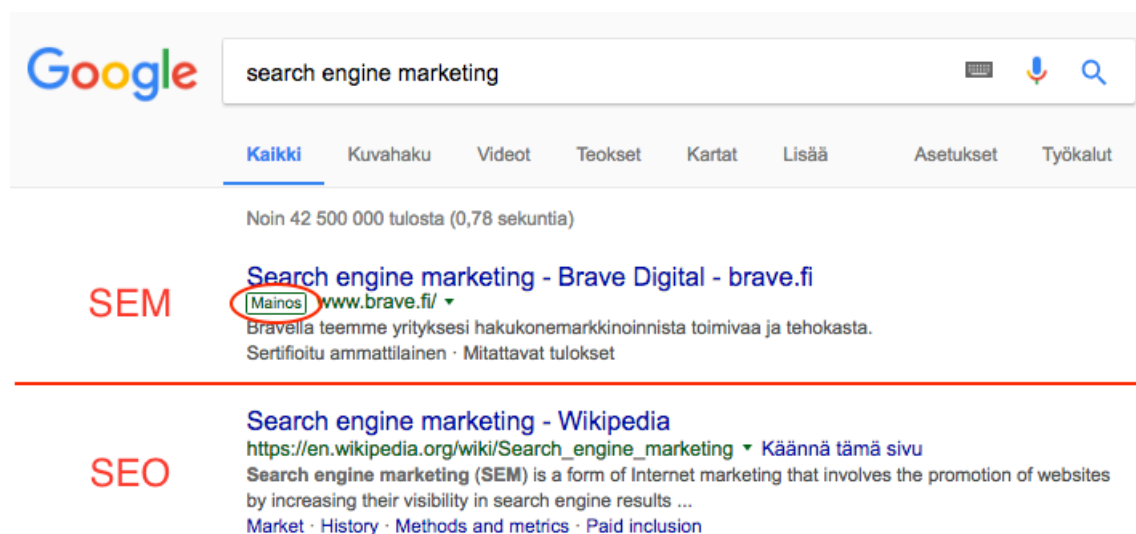 Google
search engine marketing
Kaikki Kuvahaku Videot Teokset Kartat Lisää Asetukset Työkalut
Noin 42 500 000 tulosta (0,78 sekuntia)
Search engine marketing - Brave Digital - brave.fi
SEM
Mainos www.brave.fi/
Bravella teemme yrityksesi hakukonemarkkinoinnista toimivaa ja tehokasta.
Sertifioitu ammattilainen · Mitattavat tulokset
Search engine marketing - Wikipedia
https://en.wikipedia.org/wiki/Search_engine_marketing Käännä tämä sivu
SEO
Search engine marketing (SEM) is a form of Internet marketing that involves the promotion of websites
by increasing their visibility in search engine results ...
Market · History · Methods and metrics · Paid inclusion